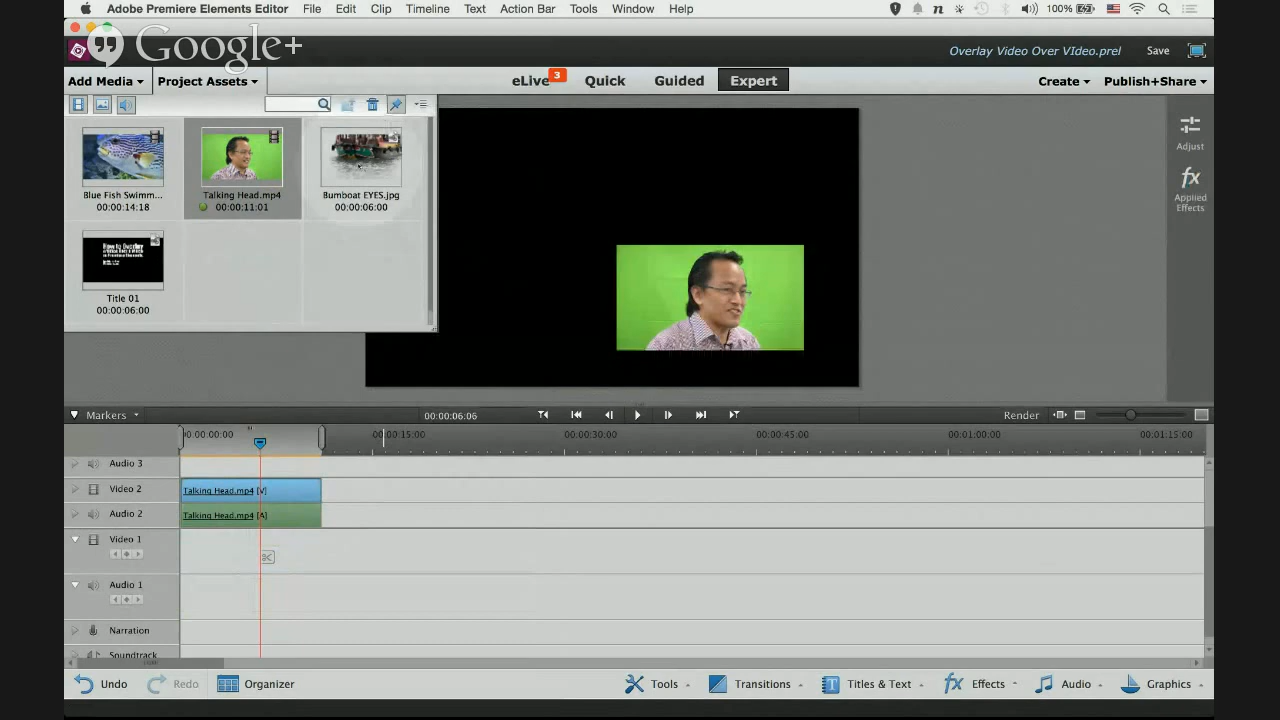 Adobe Premiere Elements Editor File Edit Clip Timeline Text Action Bar Tools Window Help 100%
Google+
Overlay Video Over VIdeo.prel Save
Add Media Project Assets eLive 3 Quick Guided Expert Create Publish+Share
Adjust
fx
Applied
Effects
Blue Fish Swimm... Talking Head.mp4 Bumboat EYES.jpg
00:00:14:18 00:00:11:01 00:00:06:00
How to Overlay
Title 01
00:00:06:00
Markers 00:00:06:06 Render
00:00:00:00 00:00:15:00 00:00:30:00 00:00:45:00 00:01:00:00 00:01:15:00
Audio 3
Video 2 Talking Head.mp4 [V]
Audio 2 Talking Head.mp4 [A]
Video 1
Audio 1
Narration
Soundtrack
Undo Redo Organizer Tools Transitions T Titles & Text fx Effects Audio Graphics